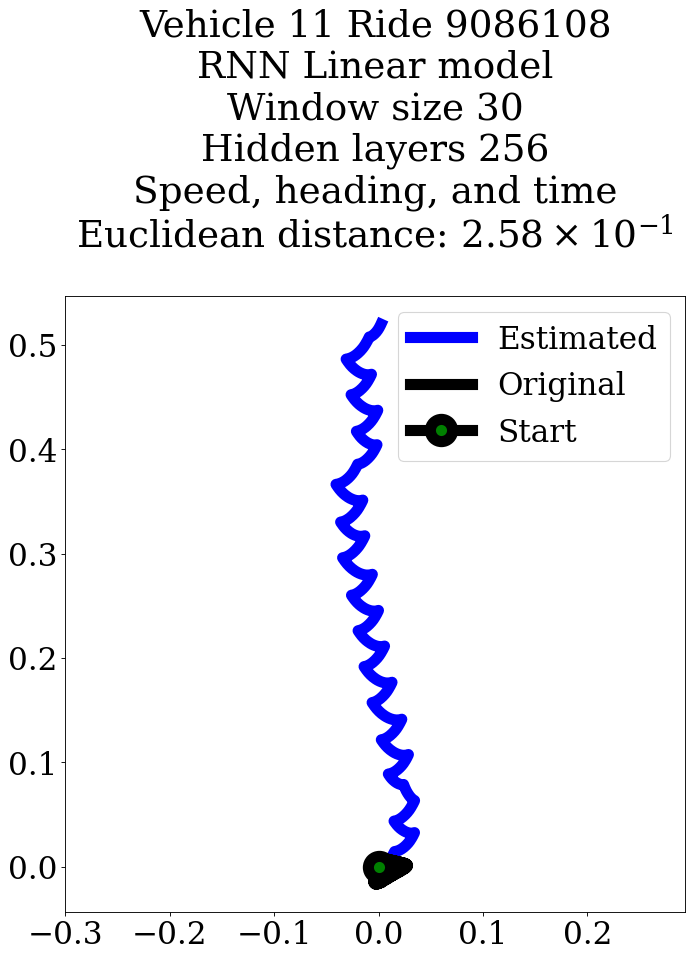 Vehicle 11 Ride 9086108
RNN Linear model
Window size 30
Hidden layers 256
Speed, heading, and time
Euclidean distance: 2.58 × 10⁻¹
Estimated
Original
Start
0.5
0.4
0.3
0.2
0.1
0.0
−0.3 −0.2 −0.1 0.0 0.1 0.2